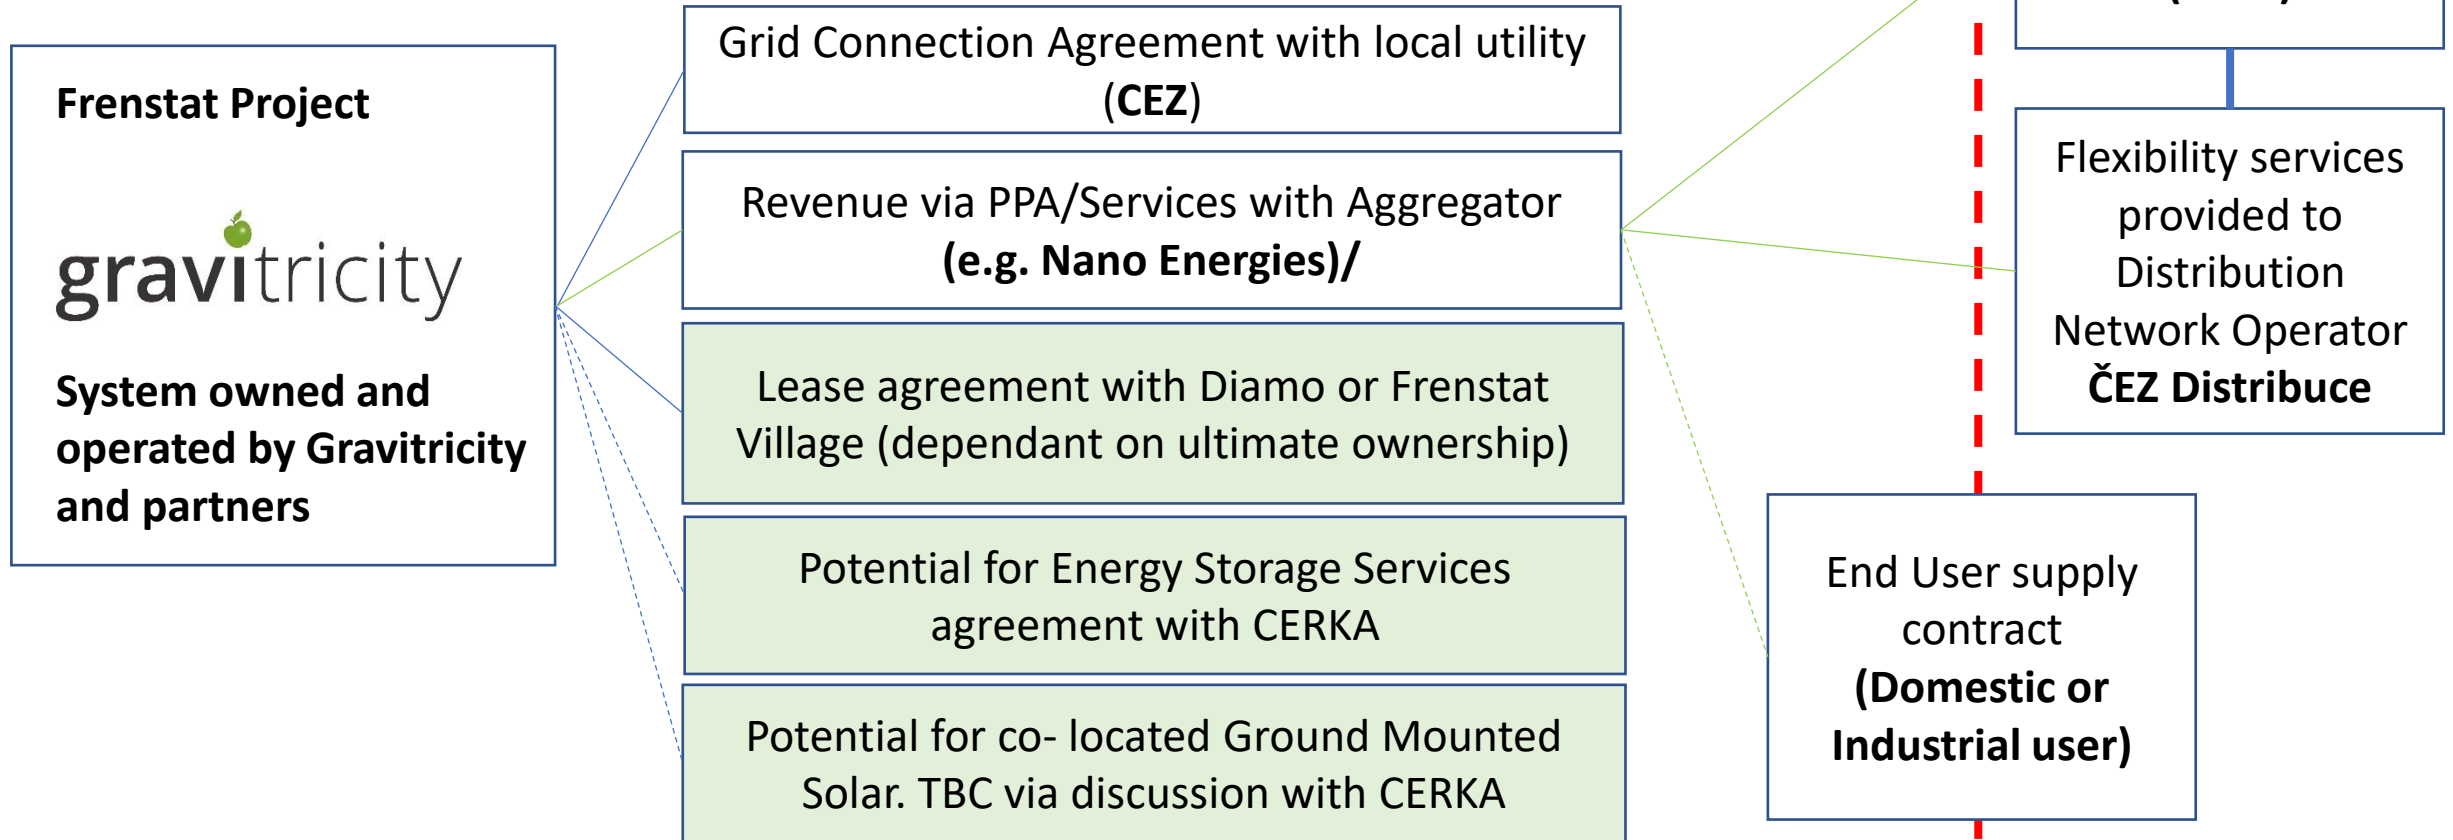 Frenstat Project
gravitricity
System owned and
operated by Gravitricity
and partners
Grid Connection Agreement with local utility
(CEZ)
Revenue via PPA/Services with Aggregator
(e.g. Nano Energies)/
Lease agreement with Diamo or Frenstat
Village (dependant on ultimate ownership)
Potential for Energy Storage Services
agreement with CERKA
Potential for co- located Ground Mounted
Solar. TBC via discussion with CERKA
Flexibility services
provided to
Distribution
Network Operator
ČEZ Distribuce
End User supply
contract
(Domestic or
Industrial user)